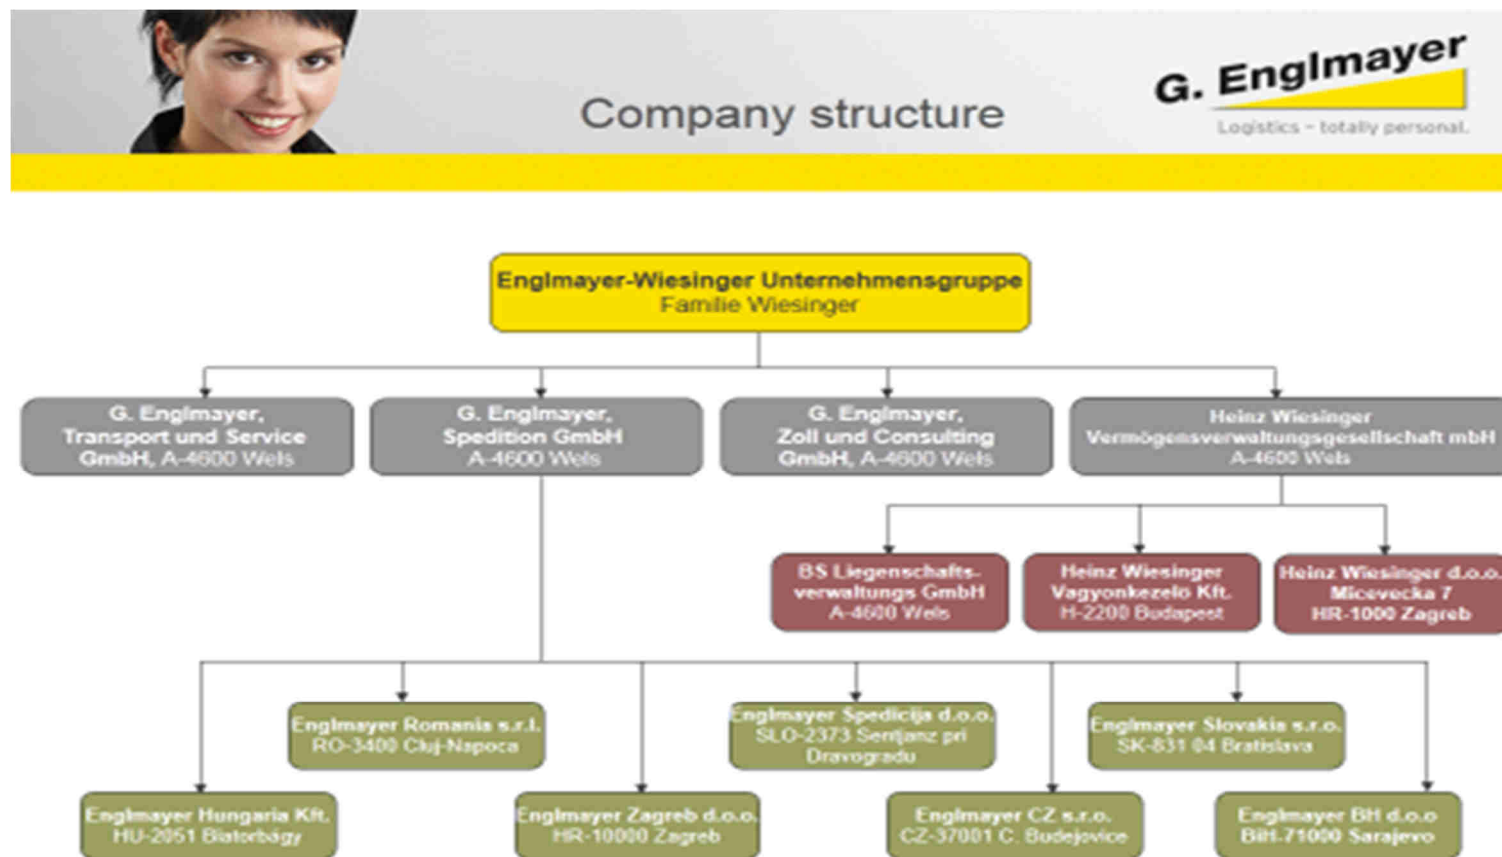 Company structure
G. Englmayer
Logistics – totally personal.
Englmayer-Wiesinger Unternehmensgruppe
Familie Wiesinger
G. Englmayer,
Transport und Service
GmbH, A-4600 Wels
G. Englmayer,
Spedition GmbH
A-4600 Wels
G. Englmayer,
Zoll und Consulting
GmbH, A-4600 Wels
Heinz Wiesinger
Vermögensverwaltungsgesellschaft mbH
A-4600 Wels
BS Liegenschafts-
verwaltungs GmbH
A-4600 Wels
Heinz Wiesinger
Vagyonkezelö Kft.
H-2200 Budapest
Heinz Wiesinger d.o.o.
Micevecka 7
HR-1000 Zagreb
Englmayer Romania s.r.l.
RO-3400 Cluj-Napoca
Englmayer Spedicija d.o.o.
SLO-2373 Sentjanz pri
Dravogradu
Englmayer Slovakia s.r.o.
SK-831 04 Bratislava
Englmayer Hungaria Kft.
HU-2051 Biatorbágy
Englmayer Zagreb d.o.o.
HR-10000 Zagreb
Englmayer CZ s.r.o.
CZ-37001 C. Budejovice
Englmayer BH d.o.o
BiH-71000 Sarajevo